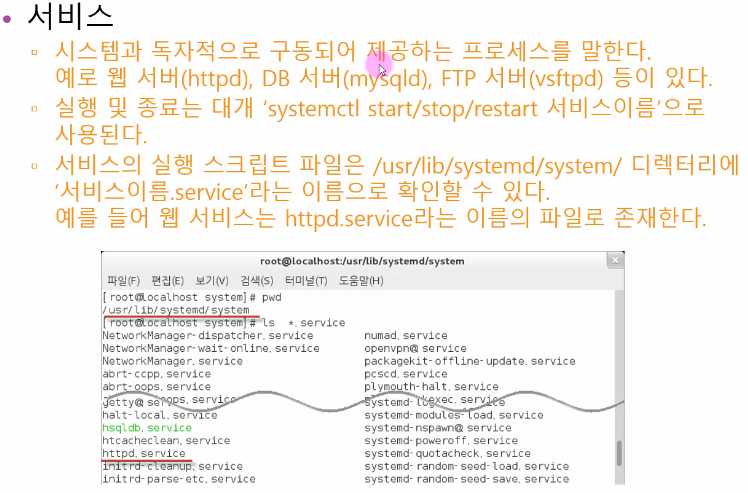 • 서비스
▫ 시스템과 독자적으로 구동되어 제공하는 프로세스를 말한다.
예로 웹 서버(httpd), DB 서버(mysqld), FTP 서버(vsftpd) 등이 있다.
▫ 실행 및 종료는 대개 ‘systemctl start/stop/restart 서비스이름’으로
사용된다.
▫ 서비스의 실행 스크립트 파일은 /usr/lib/systemd/system/ 디렉터리에
‘서비스이름.service’라는 이름으로 확인할 수 있다.
예를 들어 웹 서비스는 httpd.service라는 이름의 파일로 존재한다.
root@localhost:/usr/lib/systemd/system
파일(F) 편집(E) 보기(V) 검색(S) 터미널(T) 도움말(H)
[root@localhost system]# pwd
/usr/lib/systemd/system
[root@localhost system]# ls *.service
NetworkManager-dispatcher.service numad.service
NetworkManager-wait-online.service openvpn@.service
NetworkManager.service packagekit-offline-update.service
abrt-ccpp.service pcscd.service
abrt-oops.service plymouth-halt.service
getty@
halt-local.service systemd-modules-load.service
hsqldb.service systemd-nspawn@.service
htcacheclean.service systemd-poweroff.service
httpd.service systemd-quotacheck.service
initrd-cleanup.service systemd-random-seed-load.service
initrd-parse-etc.service systemd-random-seed-save.service